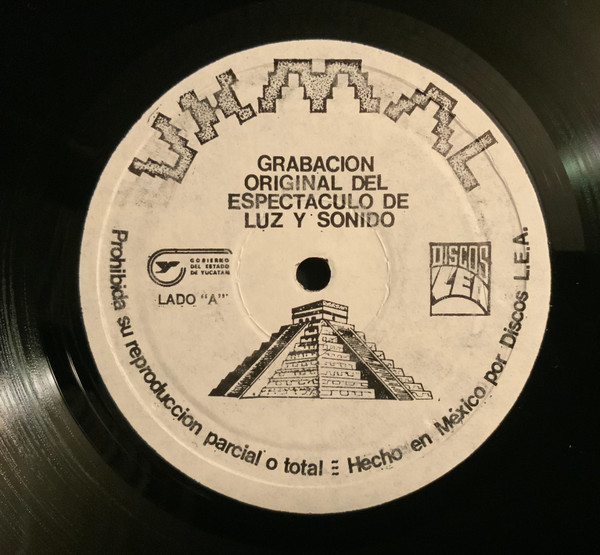 UXMAL
GRABACION
ORIGINAL DEL
ESPECTACULO DE
LUZ Y SONIDO
GOBIERNO
DEL ESTADO
DE YUCATAN
LADO "A"
DISCOS
LEA
Prohibida su reproduccion parcial o total = Hecho en México por Discos L.E.A.